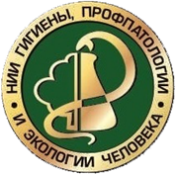 НИИ ГИГИЕНЫ, ПРОФПАТОЛОГИИ
И ЭКОЛОГИИ ЧЕЛОВЕКА